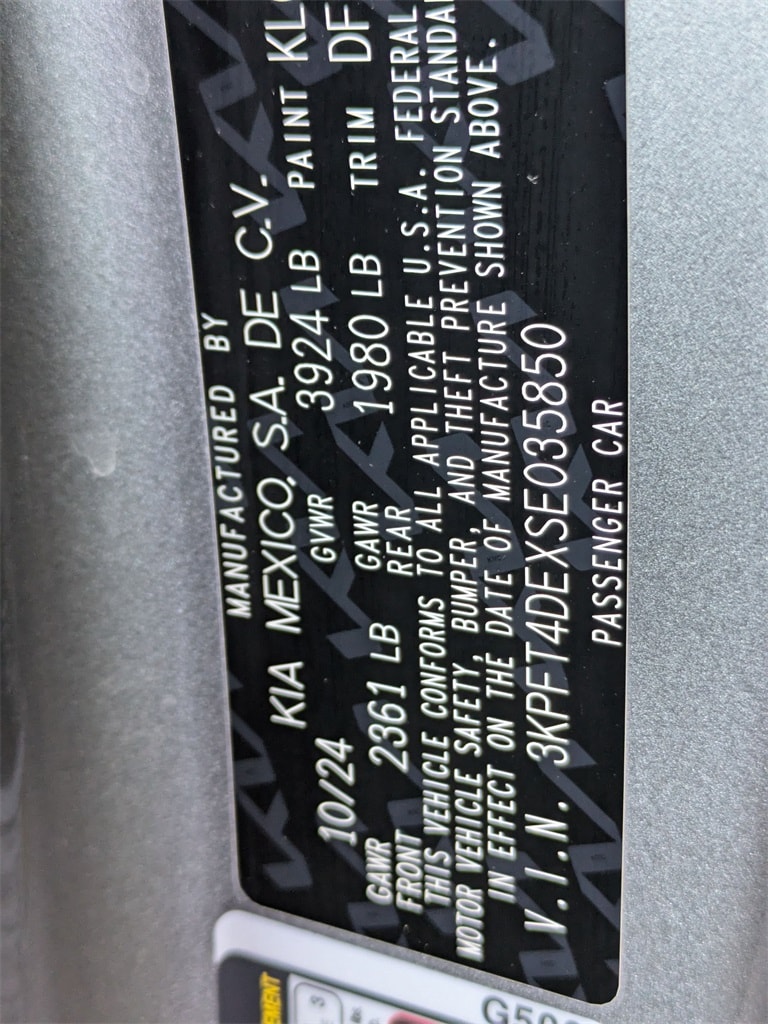 MANUFACTURED BY
KIA MEXICO, S.A. DE C.V.
10/24 GVWR 3924 LB PAINT
GAWR FRONT 2361 LB GAWR REAR 1980 LB TRIM DF
THIS VEHICLE CONFORMS TO ALL APPLICABLE U.S.A. FEDERAL
MOTOR VEHICLE SAFETY, BUMPER, AND THEFT PREVENTION
IN EFFECT ON THE DATE OF MANUFACTURE SHOWN ABOVE.
V.I.N. 3KPFT4DEXSE035850
PASSENGER CAR